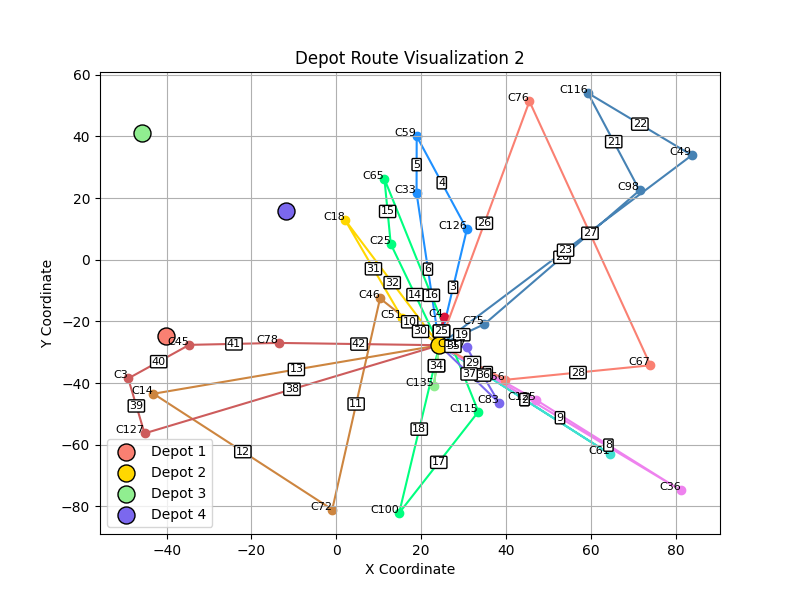 Depot Route Visualization 2
Y Coordinate
60
40
20
0
−20
−40
−60
−80
−40
−20
0
20
40
60
80
X Coordinate
C76
C116
22
C59
21
C49
5
C65
4
C98
C33
15
C18
26
C126
27
C25
23
31
6
32
3
C46
14
16
C51
C4
10
C75
30
25
19
C45
41
C78
42
35
40
29
C67
C3
13
34
37
36
28
C14
38
C135
C83
39
11
C115
9
C127
18
12
8
17
C36
C72
C100
Depot 1
Depot 2
Depot 3
Depot 4